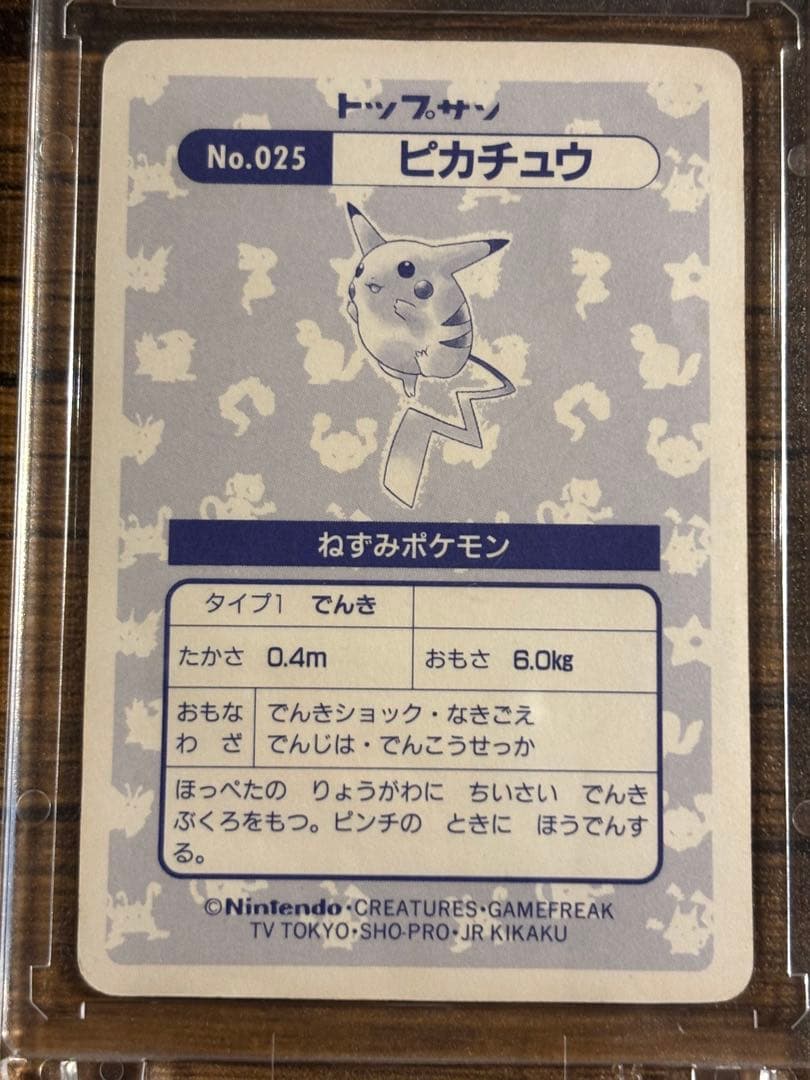 トップサン
No.025 ピカチュウ
ねずみポケモン
タイプ1 でんき
たかさ 0.4m おもさ 6.0kg
おもな でんきショック・なきごえ
わ ざ でんじは・でんこうせっか
ほっぺたの りょうがわに ちいさい でんき
ぶくろをもつ。ピンチの ときに ほうでんす
る。
©Nintendo・CREATURES・GAMEFREAK
TV TOKYO・SHO-PRO・JR KIKAKU